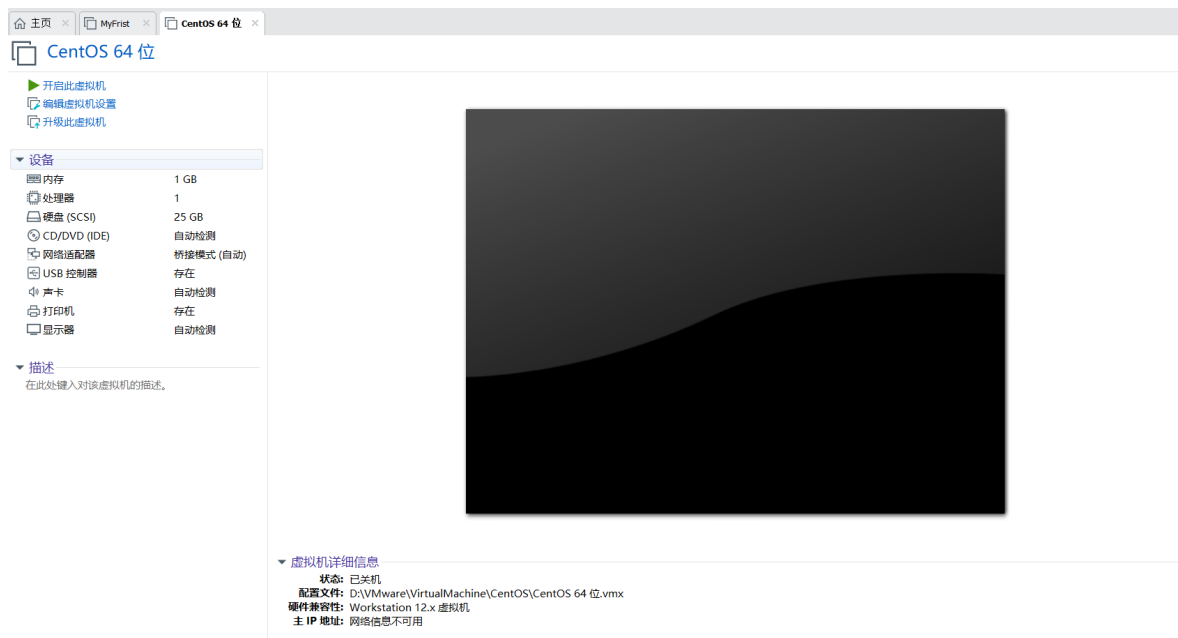 主页 × MyFrist × CentOS 64 位 ×
CentOS 64 位
开启此虚拟机
编辑虚拟机设置
升级此虚拟机
设备
内存 1 GB
处理器 1
硬盘 (SCSI) 25 GB
CD/DVD (IDE) 自动检测
网络适配器 桥接模式 (自动)
USB 控制器 存在
声卡 自动检测
打印机 存在
显示器 自动检测
描述
在此处键入对该虚拟机的描述。
虚拟机详细信息
状态: 已关机
配置文件: D:\VMware\VirtualMachine\CentOS\CentOS 64 位.vmx
硬件兼容性: Workstation 12.x 虚拟机
主 IP 地址: 网络信息不可用